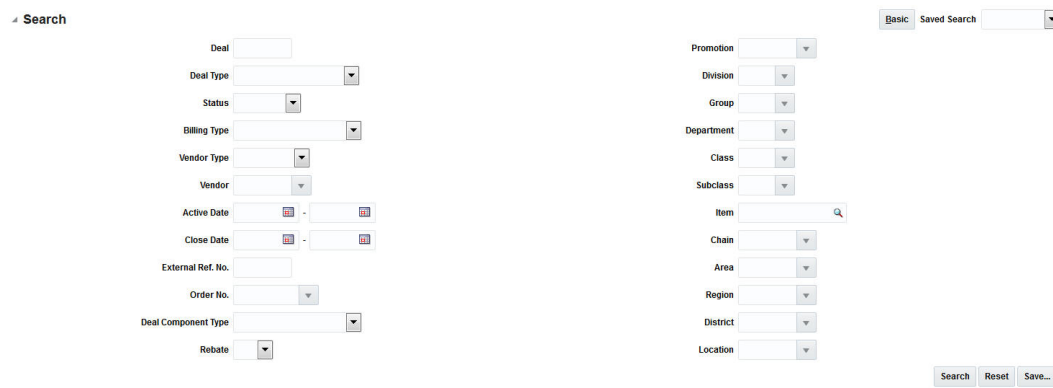 Search
Basic Saved Search
Deal
Deal Type
Status
Billing Type
Vendor Type
Vendor
Active Date -
Close Date -
External Ref. No.
Order No.
Deal Component Type
Rebate
Promotion
Division
Group
Department
Class
Subclass
Item
Chain
Area
Region
District
Location
Search Reset Save...